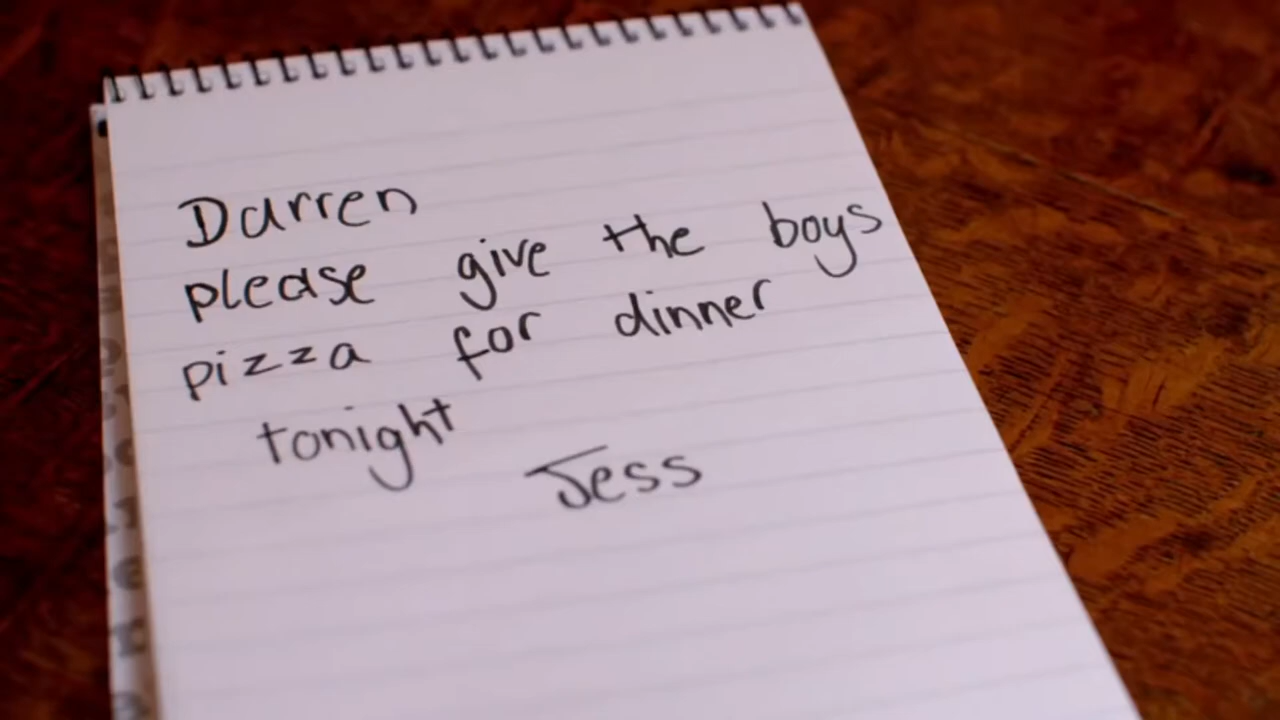 Darren
please give the boys
pizza for dinner
tonight
Jess